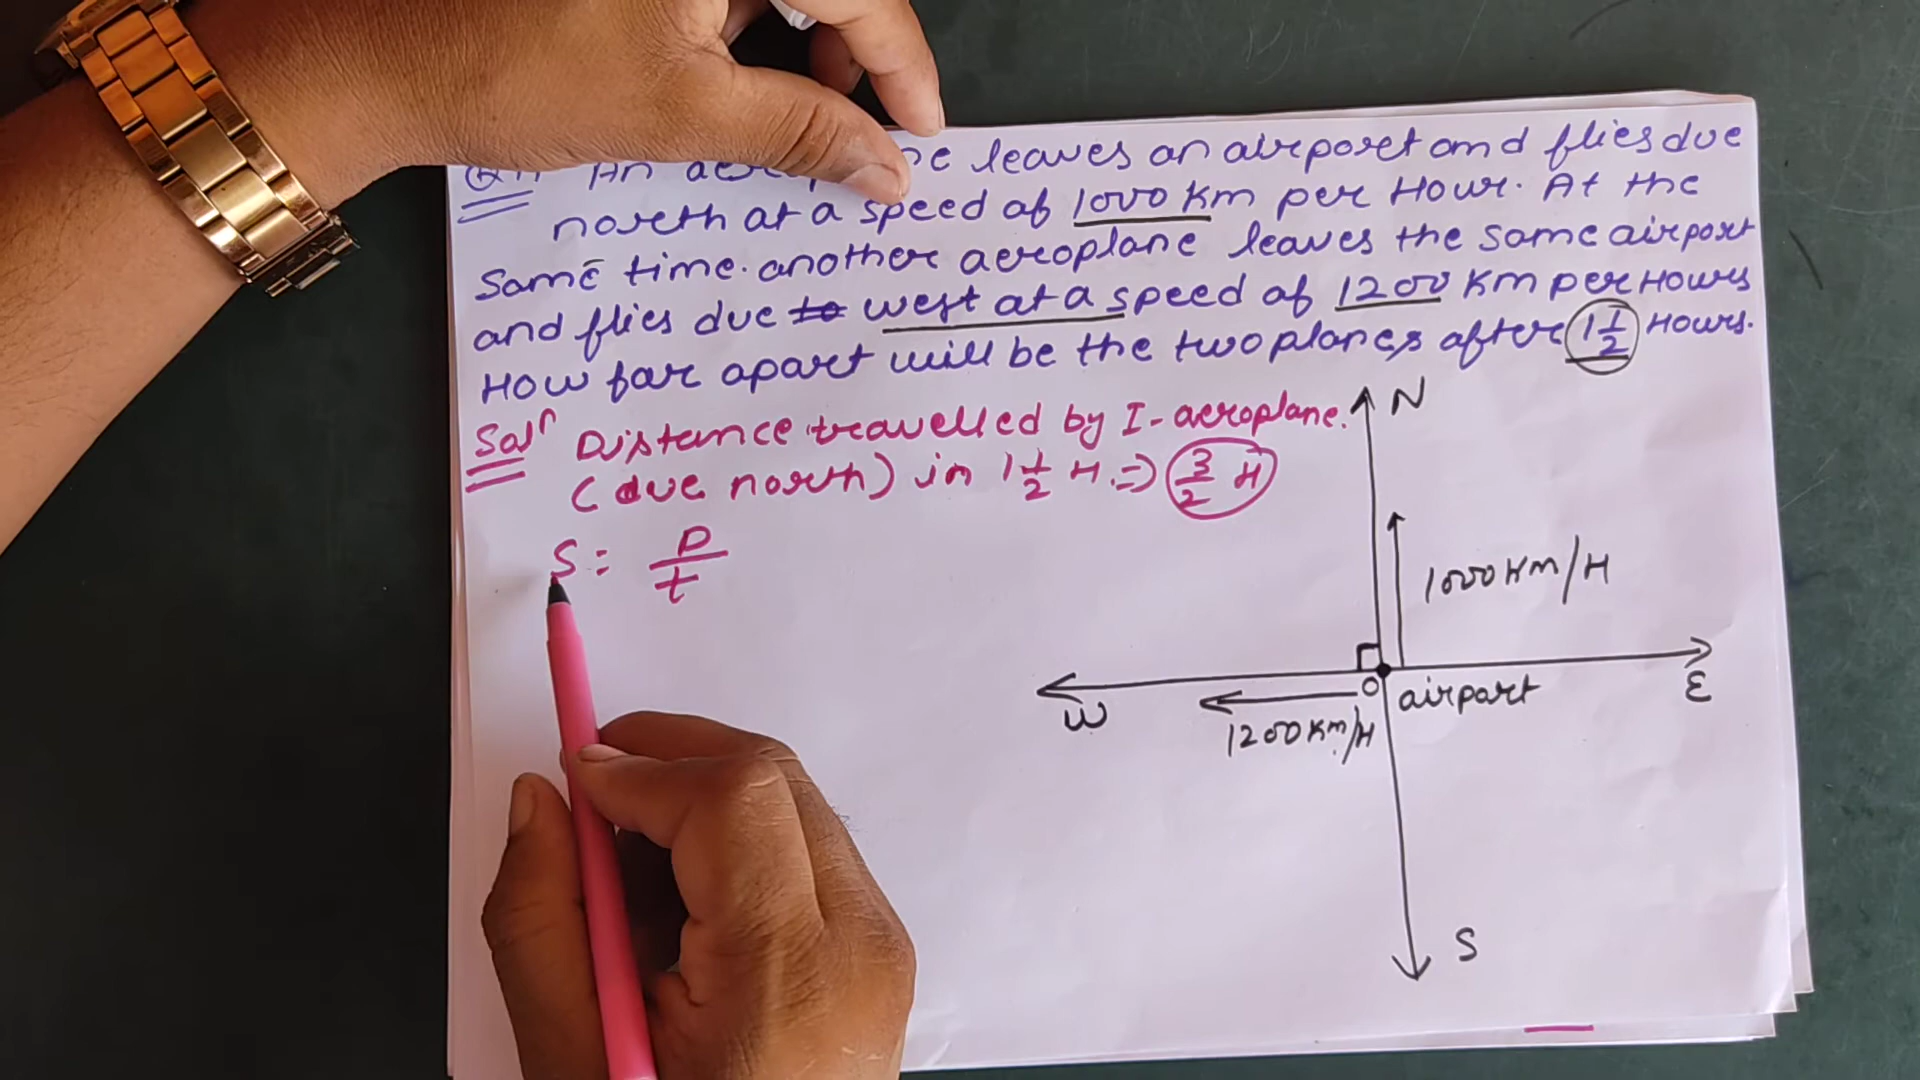 An leaves an airport and flies due
north at a speed of 1000 Km per Hour. At the
Same time. another aeroplane leaves the same airport
and flies due to west at a speed of 1200 Km per Hours
How far apart will be the two planes after 1 1/2 Hours.
Solⁿ Distance travelled by I-aeroplane.
(due north) in 1 1/2 H. => 3/2 H
S = D/t
N
1000 Km/H
W
O airpart
E
1200 Km/H
S